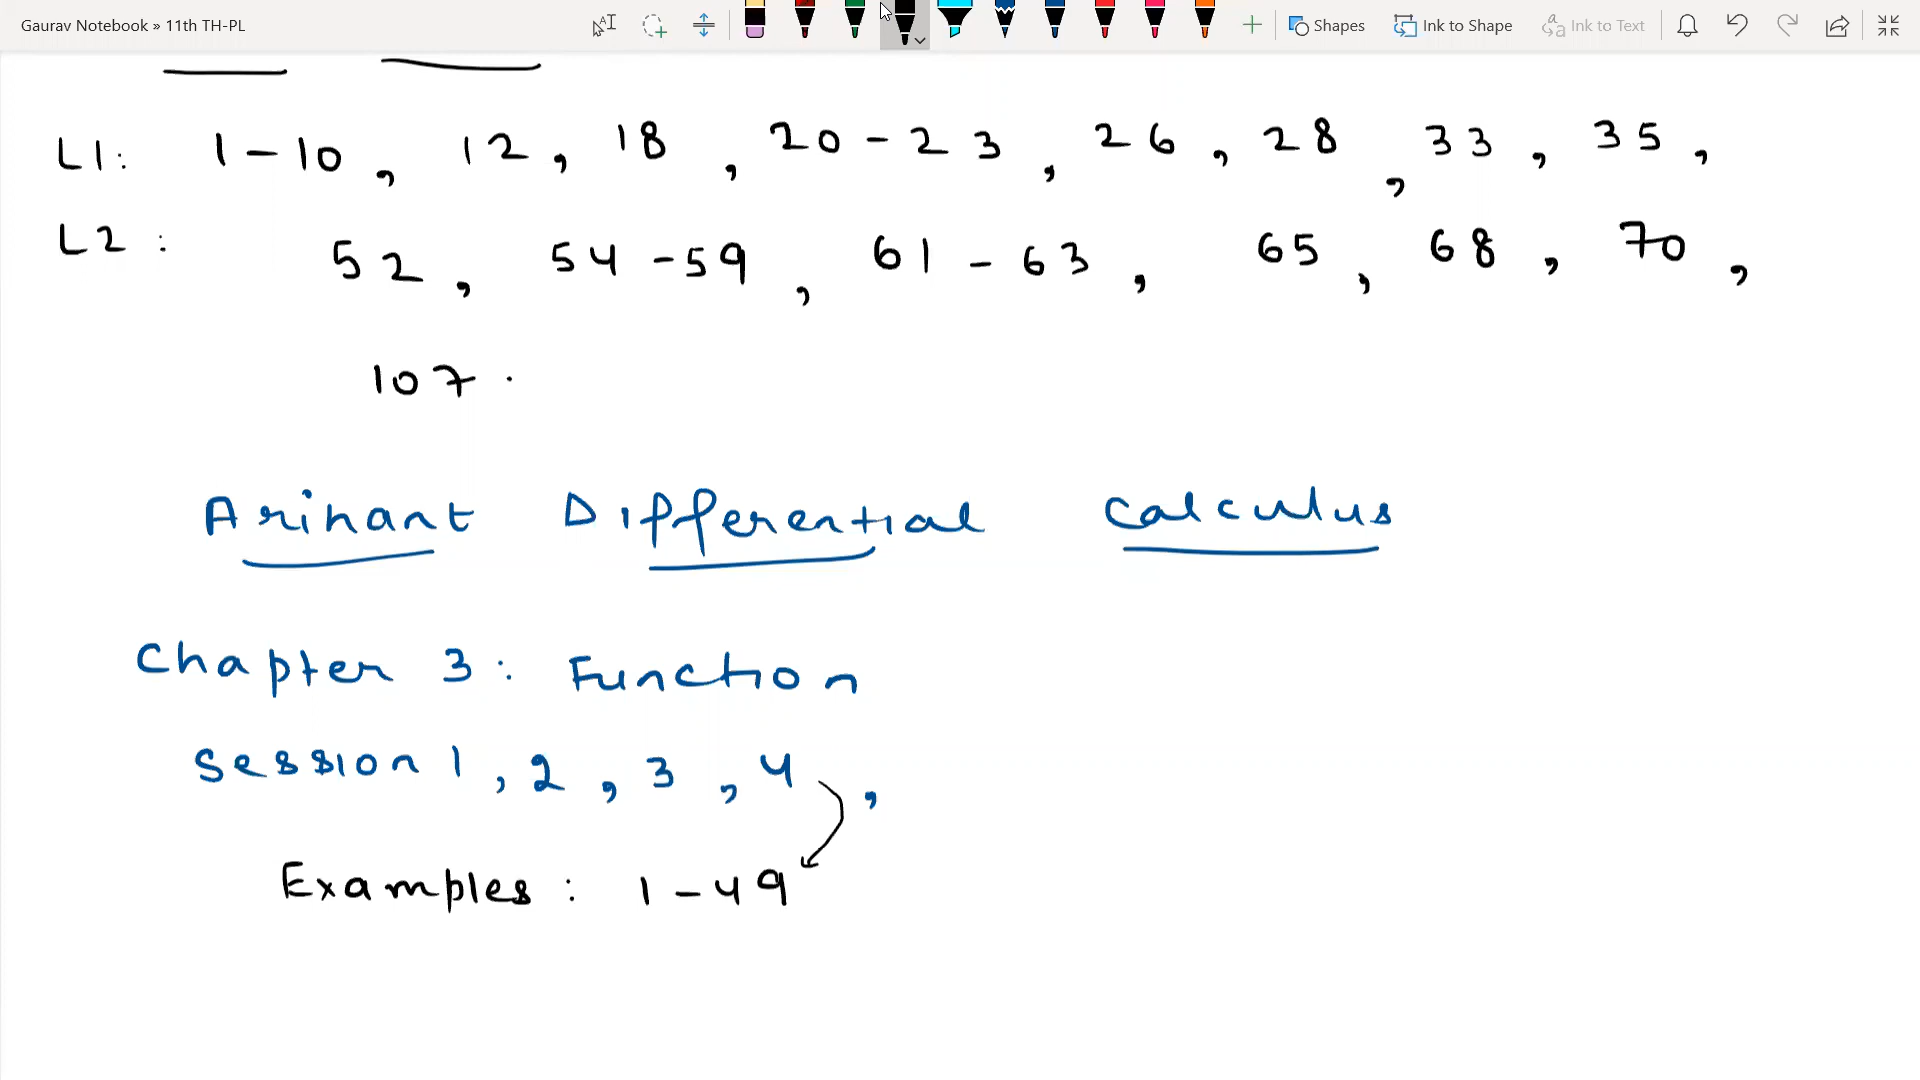 Gaurav Notebook » 11th TH-PL
Shapes Ink to Shape Ink to Text
L1: 1-10, 12, 18, 20-23, 26, 28, 33, 35,
L2: 52, 54-59, 61-63, 65, 68, 70,
107.
Arihant Differential Calculus
Chapter 3: Function
Session 1, 2, 3, 4,
Examples: 1-49